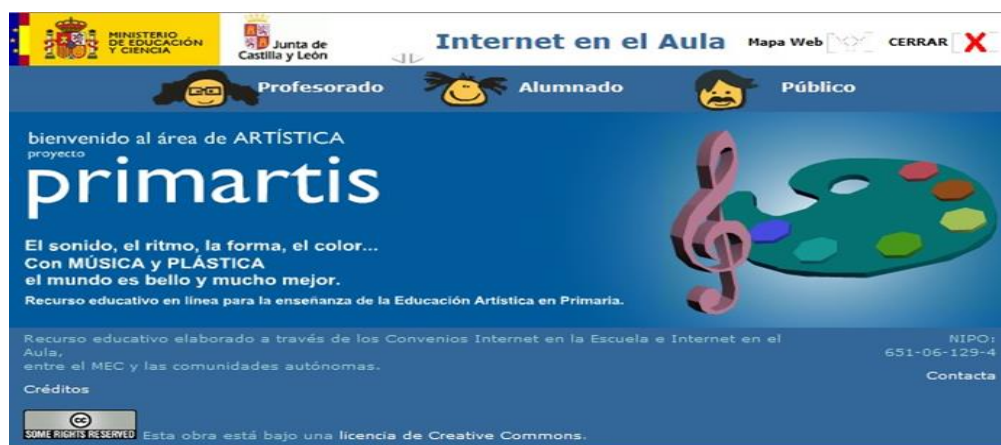 MINISTERIO
DE EDUCACIÓN
Y CIENCIA
Junta de
Castilla y León
Internet en el Aula
Mapa Web
CERRAR X
Profesorado
Alumnado
Público
bienvenido al área de ARTÍSTICA
proyecto
primartis
El sonido, el ritmo, la forma, el color...
Con MÚSICA y PLÁSTICA
el mundo es bello y mucho mejor.
Recurso educativo en línea para la enseñanza de la Educación Artística en Primaria.
Recurso educativo elaborado a través de los Convenios Internet en la Escuela e Internet en el
Aula,
entre el MEC y las comunidades autónomas.
NIPO:
651-06-129-4
Contacta
Créditos
cc
SOME RIGHTS RESERVED
Esta obra está bajo una licencia de Creative Commons.